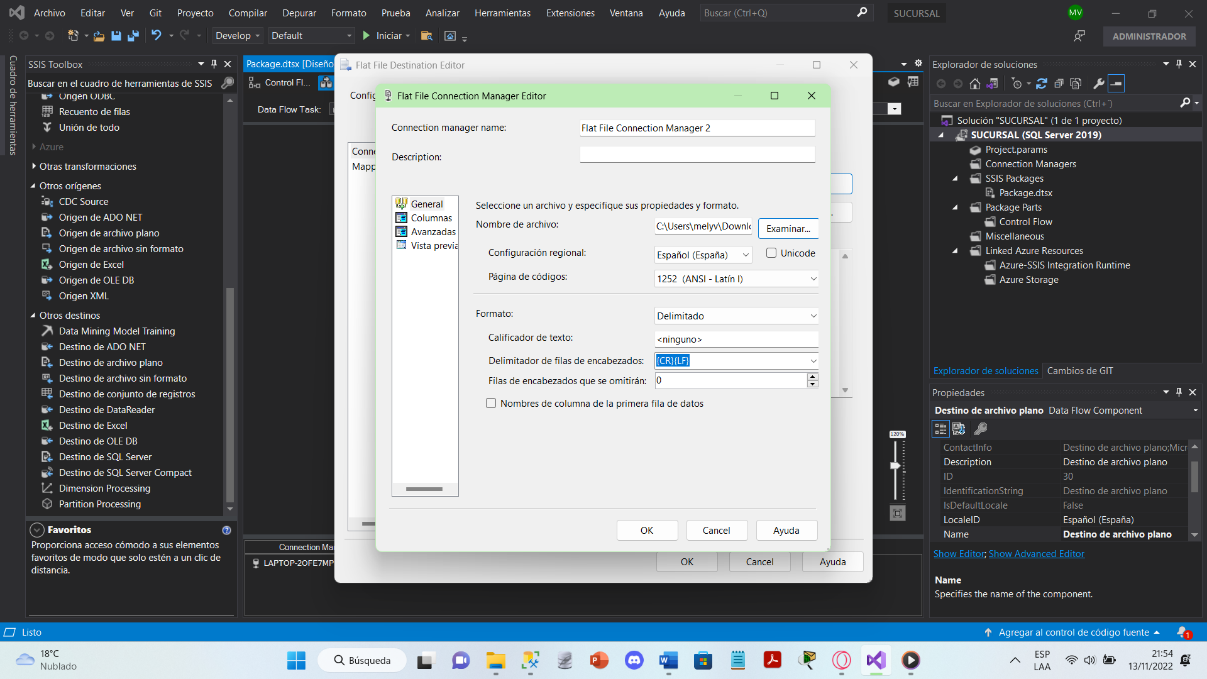 Archivo Editar Ver Git Proyecto Compilar Depurar Formato Prueba Analizar Herramientas Extensiones Ventana Ayuda Buscar (Ctrl+Q) SUCURSAL MV
Develop Default Iniciar ADMINISTRADOR
Cuadro de herramientas
SSIS Toolbox
Buscar en el cuadro de herramientas de SSIS
Origen ODBC
Recuento de filas
Unión de todo
Azure
Otras transformaciones
Otros orígenes
CDC Source
Origen de ADO NET
Origen de archivo plano
Origen de archivo sin formato
Origen de Excel
Origen de OLE DB
Origen XML
Otros destinos
Data Mining Model Training
Destino de ADO NET
Destino de archivo plano
Destino de archivo sin formato
Destino de conjunto de registros
Destino de DataReader
Destino de Excel
Destino de OLE DB
Destino de SQL Server
Destino de SQL Server Compact
Dimension Processing
Partition Processing
Favoritos
Proporciona acceso cómodo a sus elementos
favoritos de modo que solo estén a un clic de
distancia.
Package.dtsx [Diseño
Control Fl...
Data Flow Task:
Connection Ma
LAPTOP-2OFE7MP
120%
Flat File Destination Editor
Config
Conne
Mapp
OK Cancel Ayuda
Flat File Connection Manager Editor
Connection manager name: Flat File Connection Manager 2
Description:
General
Columnas
Avanzadas
Vista previa
Seleccione un archivo y especifique sus propiedades y formato.
Nombre de archivo: C:\Users\melyv\Downlo Examinar...
Configuración regional: Español (España) Unicode
Página de códigos: 1252 (ANSI - Latín I)
Formato: Delimitado
Calificador de texto: <ninguno>
Delimitador de filas de encabezados: {CR}{LF}
Filas de encabezados que se omitirán: 0
Nombres de columna de la primera fila de datos
OK Cancel Ayuda
Explorador de soluciones
Buscar en Explorador de soluciones (Ctrl+¨)
Solución "SUCURSAL" (1 de 1 proyecto)
SUCURSAL (SQL Server 2019)
Project.params
Connection Managers
SSIS Packages
Package.dtsx
Package Parts
Control Flow
Miscellaneous
Linked Azure Resources
Azure-SSIS Integration Runtime
Azure Storage
Explorador de soluciones Cambios de GIT
Propiedades
Destino de archivo plano Data Flow Component
ContactInfo Destino de archivo plano;Micr
Description Destino de archivo plano
ID 30
IdentificationString Destino de archivo plano
IsDefaultLocale False
LocaleID Español (España)
Name Destino de archivo plano
Show Editor; Show Advanced Editor
Name
Specifies the name of the component.
Listo Agregar al control de código fuente 1
18°C
Nublado
Búsqueda
ESP
LAA
21:54
13/11/2022